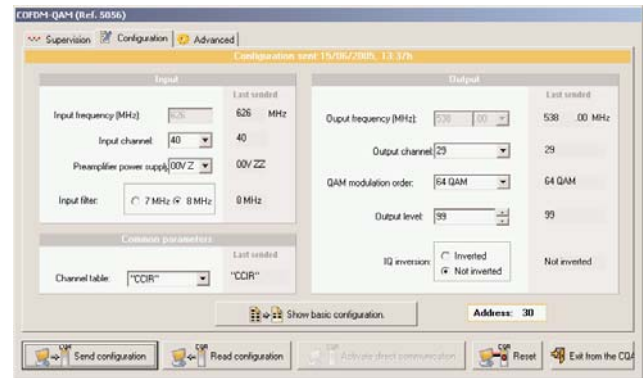 COFDM-QAM (Ref. 5056)
Supervision Configuration Advanced
Configuration sent:15/06/2005, 13:37h
Input
Last sended
Input frequency (MHz): 626 626 MHz
Input channel: 40 40
Preamplifier power supply 00V Z 00V ZZ
Input filter: 7 MHz 8 MHz 8 MHz
Common parameters
Last sended
Channel table: "CCIR" "CCIR"
Output
Last sended
Ouput frequency (MHz): 538 .00 538 .00 MHz
Output channel: 29 29
QAM modulation order: 64 QAM 64 QAM
Output level: 99 99
IQ inversion: Inverted Not inverted Not inverted
Show basic configuration.
Address: 30
Send configuration
Read configuration
Activate direct communication
Reset
Exit from the CQA